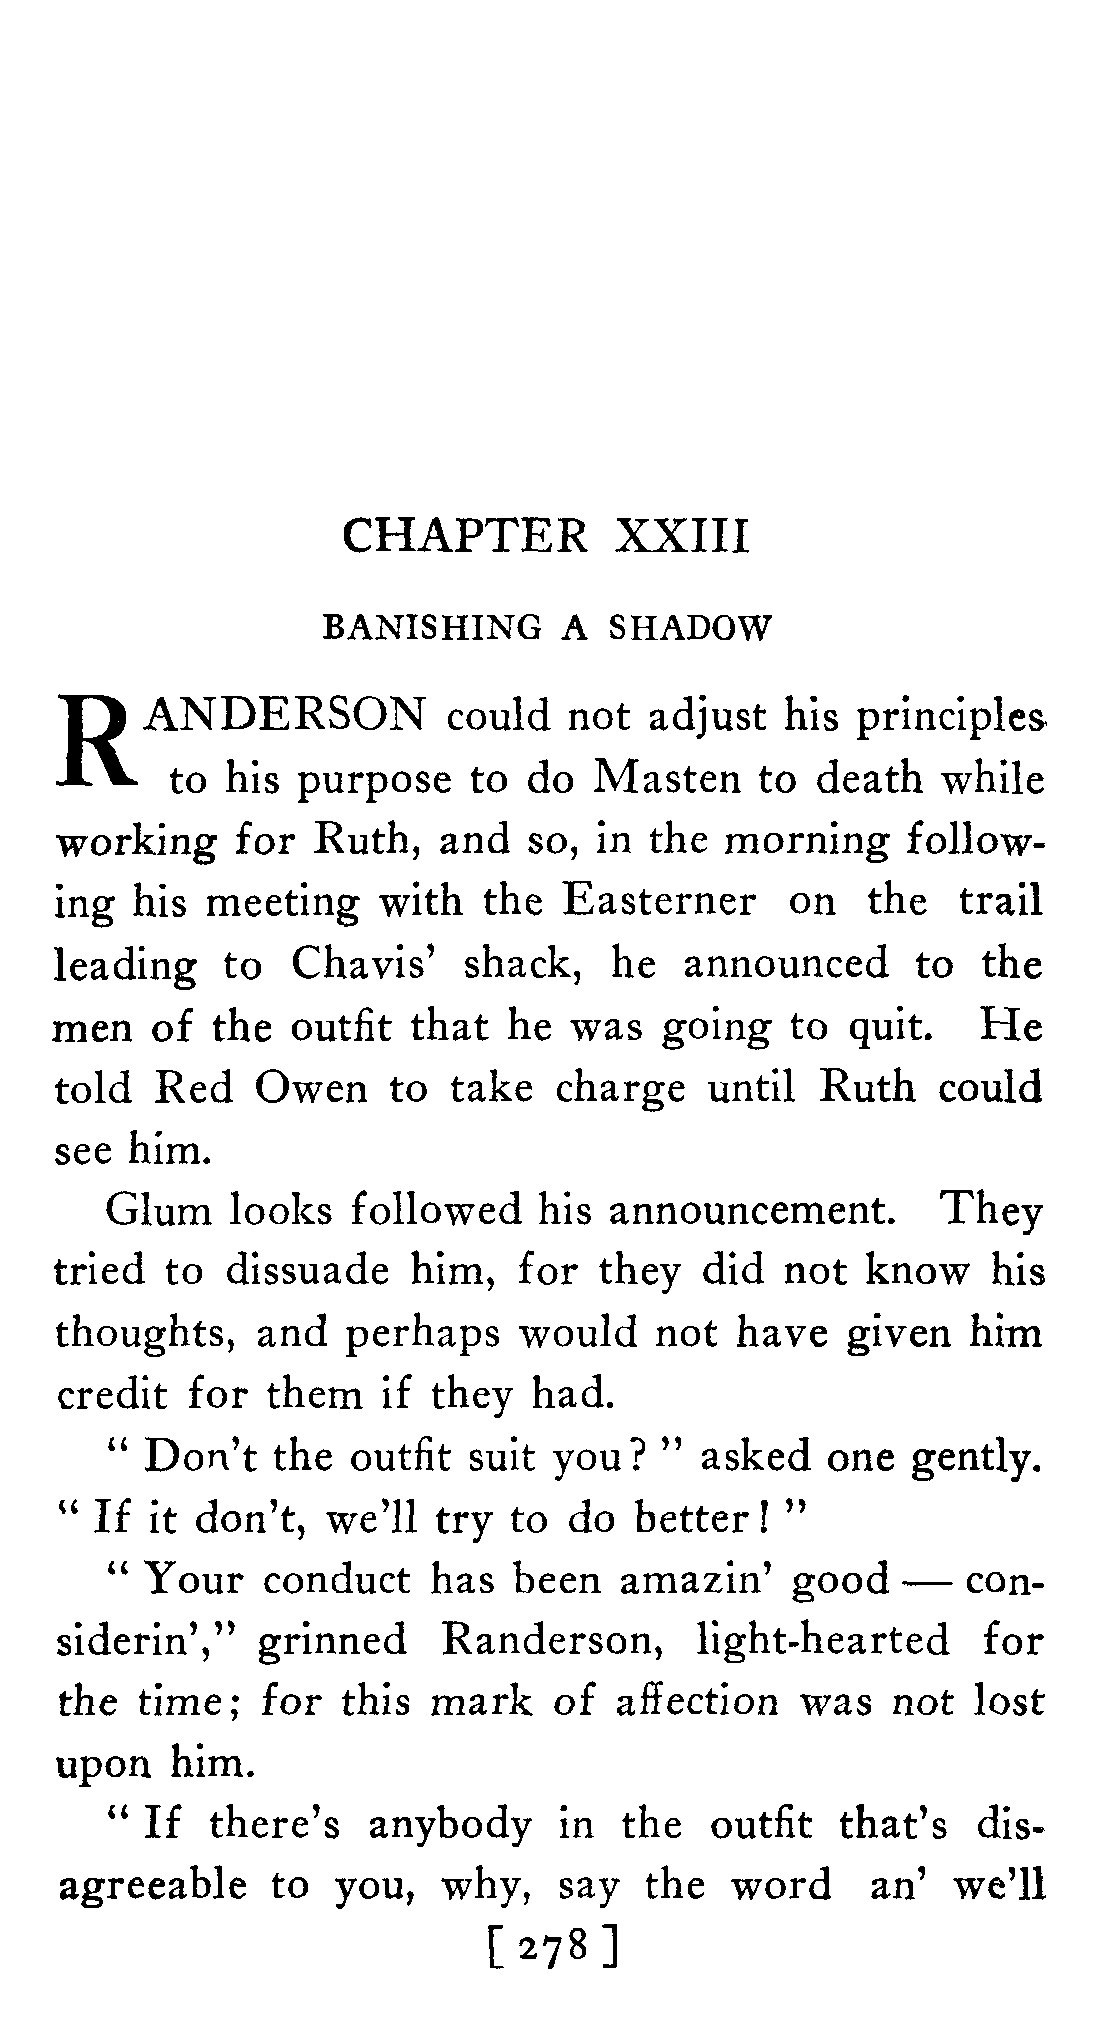 CHAPTER XXIII
BANISHING A SHADOW
RANDERSON could not adjust his principles
to his purpose to do Masten to death while
working for Ruth, and so, in the morning follow-
ing his meeting with the Easterner on the trail
leading to Chavis’ shack, he announced to the
men of the outfit that he was going to quit. He
told Red Owen to take charge until Ruth could
see him.
Glum looks followed his announcement. They
tried to dissuade him, for they did not know his
thoughts, and perhaps would not have given him
credit for them if they had.
“ Don’t the outfit suit you? ” asked one gently.
“ If it don’t, we’ll try to do better! ”
“ Your conduct has been amazin’ good — con-
siderin’,” grinned Randerson, light-hearted for
the time; for this mark of affection was not lost
upon him.
“ If there’s anybody in the outfit that’s dis-
agreeable to you, why, say the word an’ we’ll
[ 278 ]